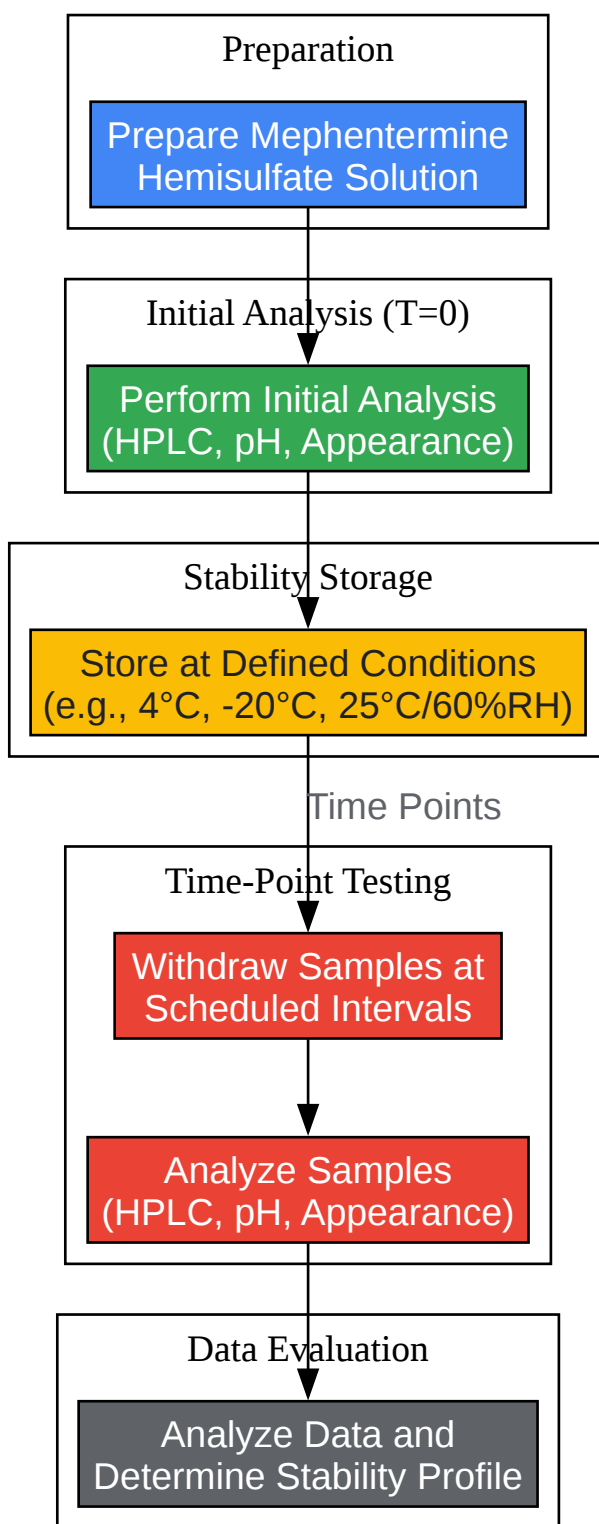 Preparation
Prepare Mephentermine
Hemisulfate Solution
Initial Analysis (T=0)
Perform Initial Analysis
(HPLC, pH, Appearance)
Stability Storage
Store at Defined Conditions
(e.g., 4°C, -20°C, 25°C/60%RH)
Time Points
Time-Point Testing
Withdraw Samples at
Scheduled Intervals
Analyze Samples
(HPLC, pH, Appearance)
Data Evaluation
Analyze Data and
Determine Stability Profile